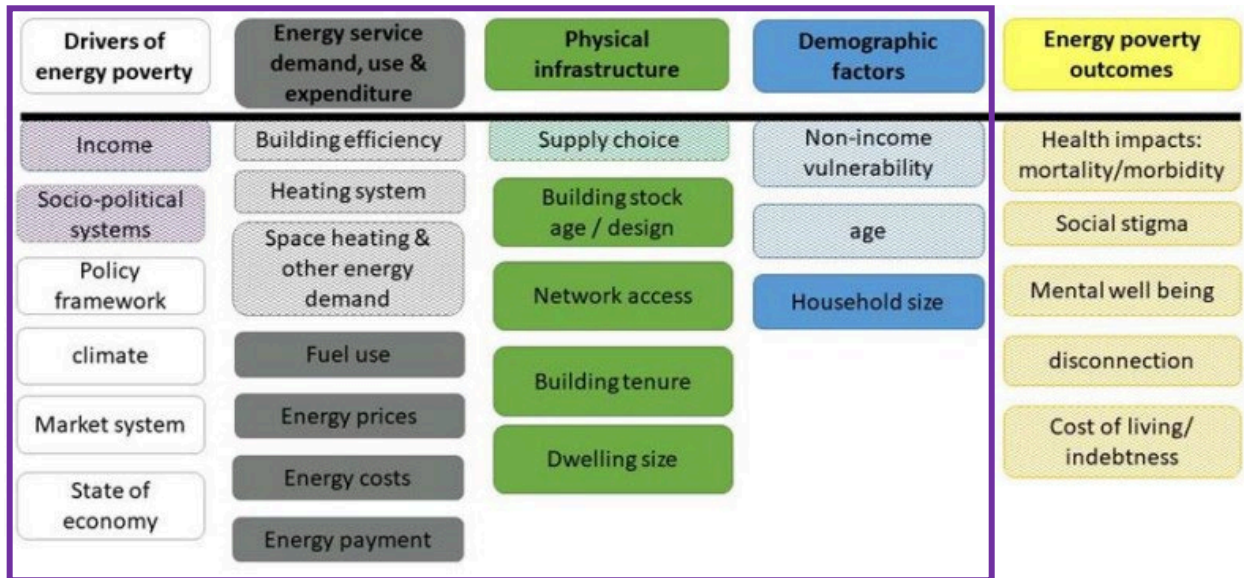 Drivers of
energy poverty
Energy service
demand, use &
expenditure
Physical
infrastructure
Demographic
factors
Energy poverty
outcomes
Income
Socio-political
systems
Policy
framework
climate
Market system
State of
economy
Building efficiency
Heating system
Space heating &
other energy
demand
Fuel use
Energy prices
Energy costs
Energy payment
Supply choice
Building stock
age / design
Network access
Building tenure
Dwelling size
Non-income
vulnerability
age
Household size
Health impacts:
mortality/morbidity
Social stigma
Mental well being
disconnection
Cost of living/
indebtness